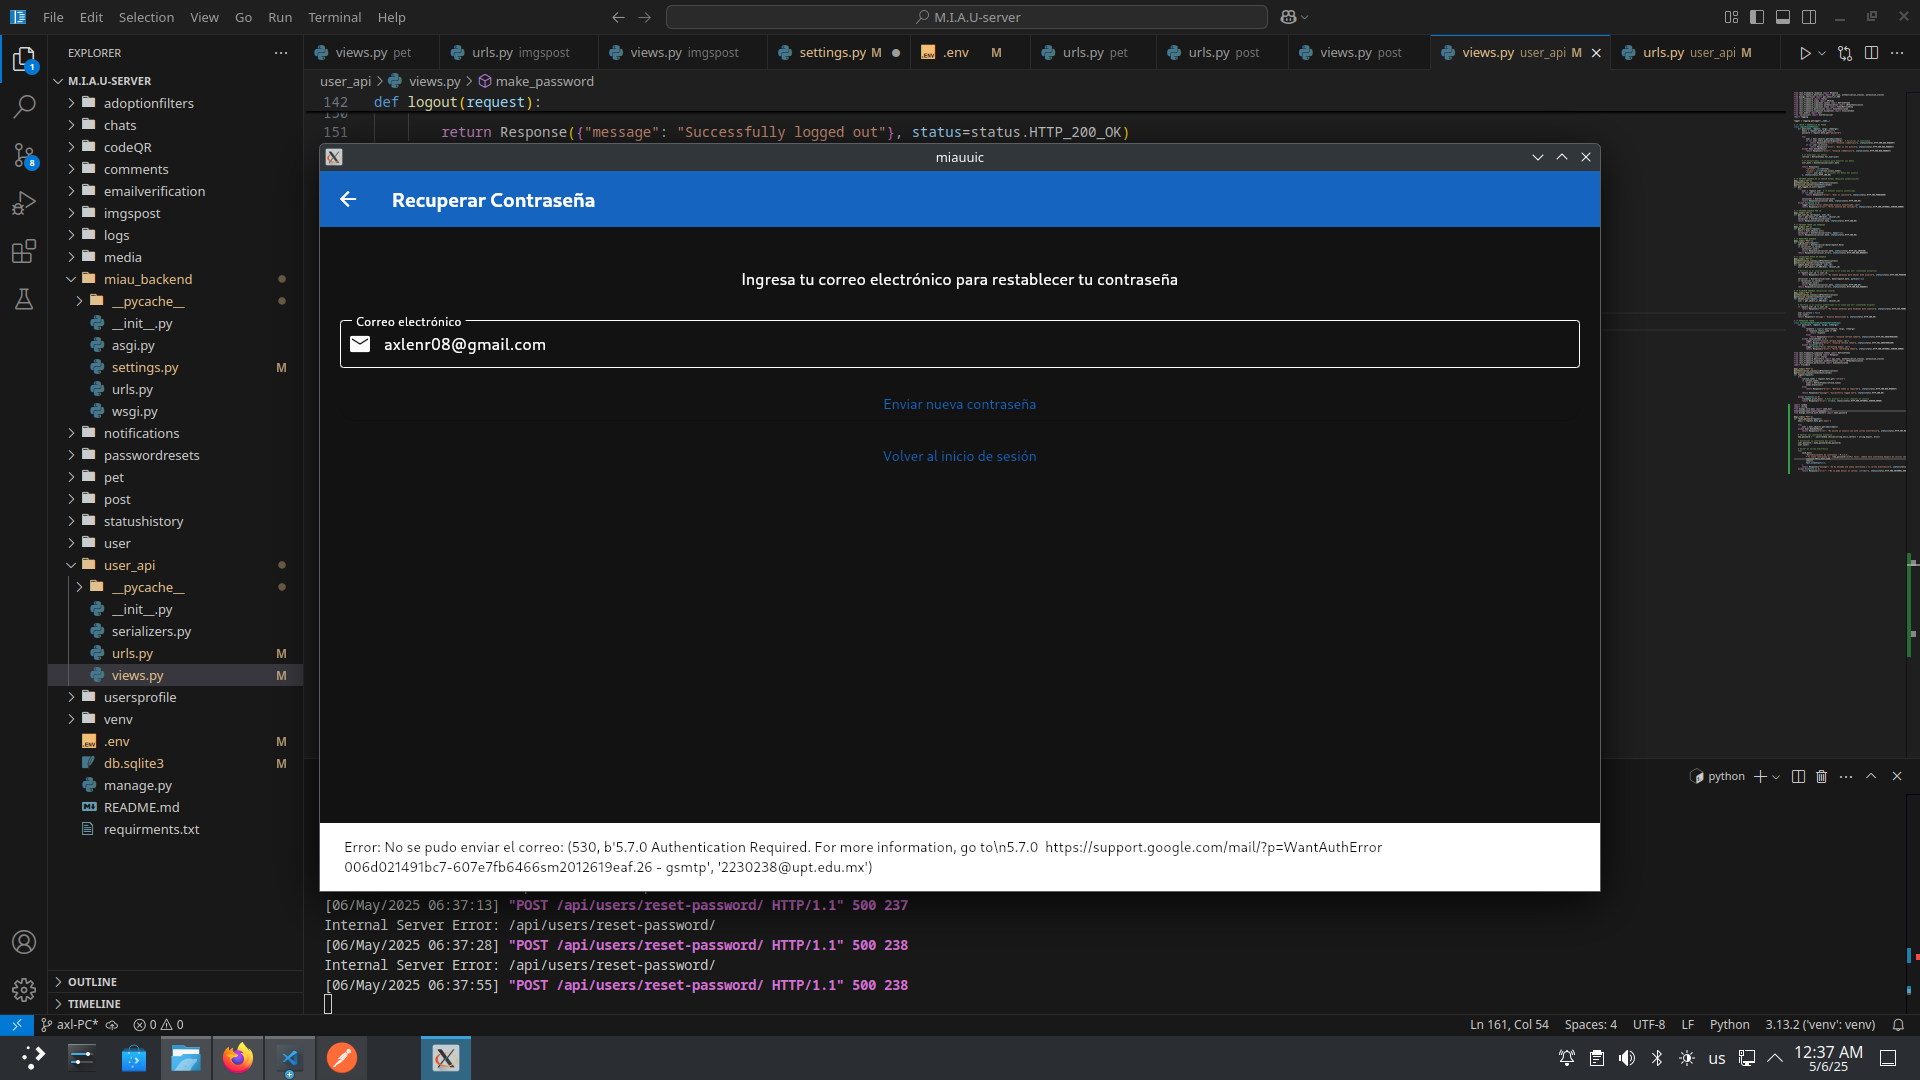 File Edit Selection View Go Run Terminal Help
M.I.A.U-server
EXPLORER
views.py pet
urls.py imgspost
views.py imgspost
settings.py M
.env M
urls.py pet
urls.py post
views.py post
views.py user_api M
urls.py user_api M
user_api > views.py > make_password
142 def logout(request):
150
151 return Response({"message": "Successfully logged out"}, status=status.HTTP_200_OK)
M.I.A.U-SERVER
adoptionfilters
chats
codeQR
comments
emailverification
imgspost
logs
media
miau_backend
__pycache__
__init__.py
asgi.py
settings.py M
urls.py
wsgi.py
notifications
passwordresets
pet
post
statushistory
user
user_api
__pycache__
__init__.py
serializers.py
urls.py M
views.py M
usersprofile
venv
.env M
db.sqlite3 M
manage.py
README.md
requirments.txt
OUTLINE
TIMELINE
1
8
miauuic
Recuperar Contraseña
Ingresa tu correo electrónico para restablecer tu contraseña
Correo electrónico
axlenr08@gmail.com
Enviar nueva contraseña
Volver al inicio de sesión
Error: No se pudo enviar el correo: (530, b'5.7.0 Authentication Required. For more information, go to\n5.7.0 https://support.google.com/mail/?p=WantAuthError
006d021491bc7-607e7fb6466sm2012619eaf.26 - gsmtp', '2230238@upt.edu.mx')
python
[06/May/2025 06:37:13] "POST /api/users/reset-password/ HTTP/1.1" 500 237
Internal Server Error: /api/users/reset-password/
[06/May/2025 06:37:28] "POST /api/users/reset-password/ HTTP/1.1" 500 238
Internal Server Error: /api/users/reset-password/
[06/May/2025 06:37:55] "POST /api/users/reset-password/ HTTP/1.1" 500 238
axl-PC* 0 0
Ln 161, Col 54 Spaces: 4 UTF-8 LF Python 3.13.2 ('venv': venv)
us
12:37 AM
5/6/25